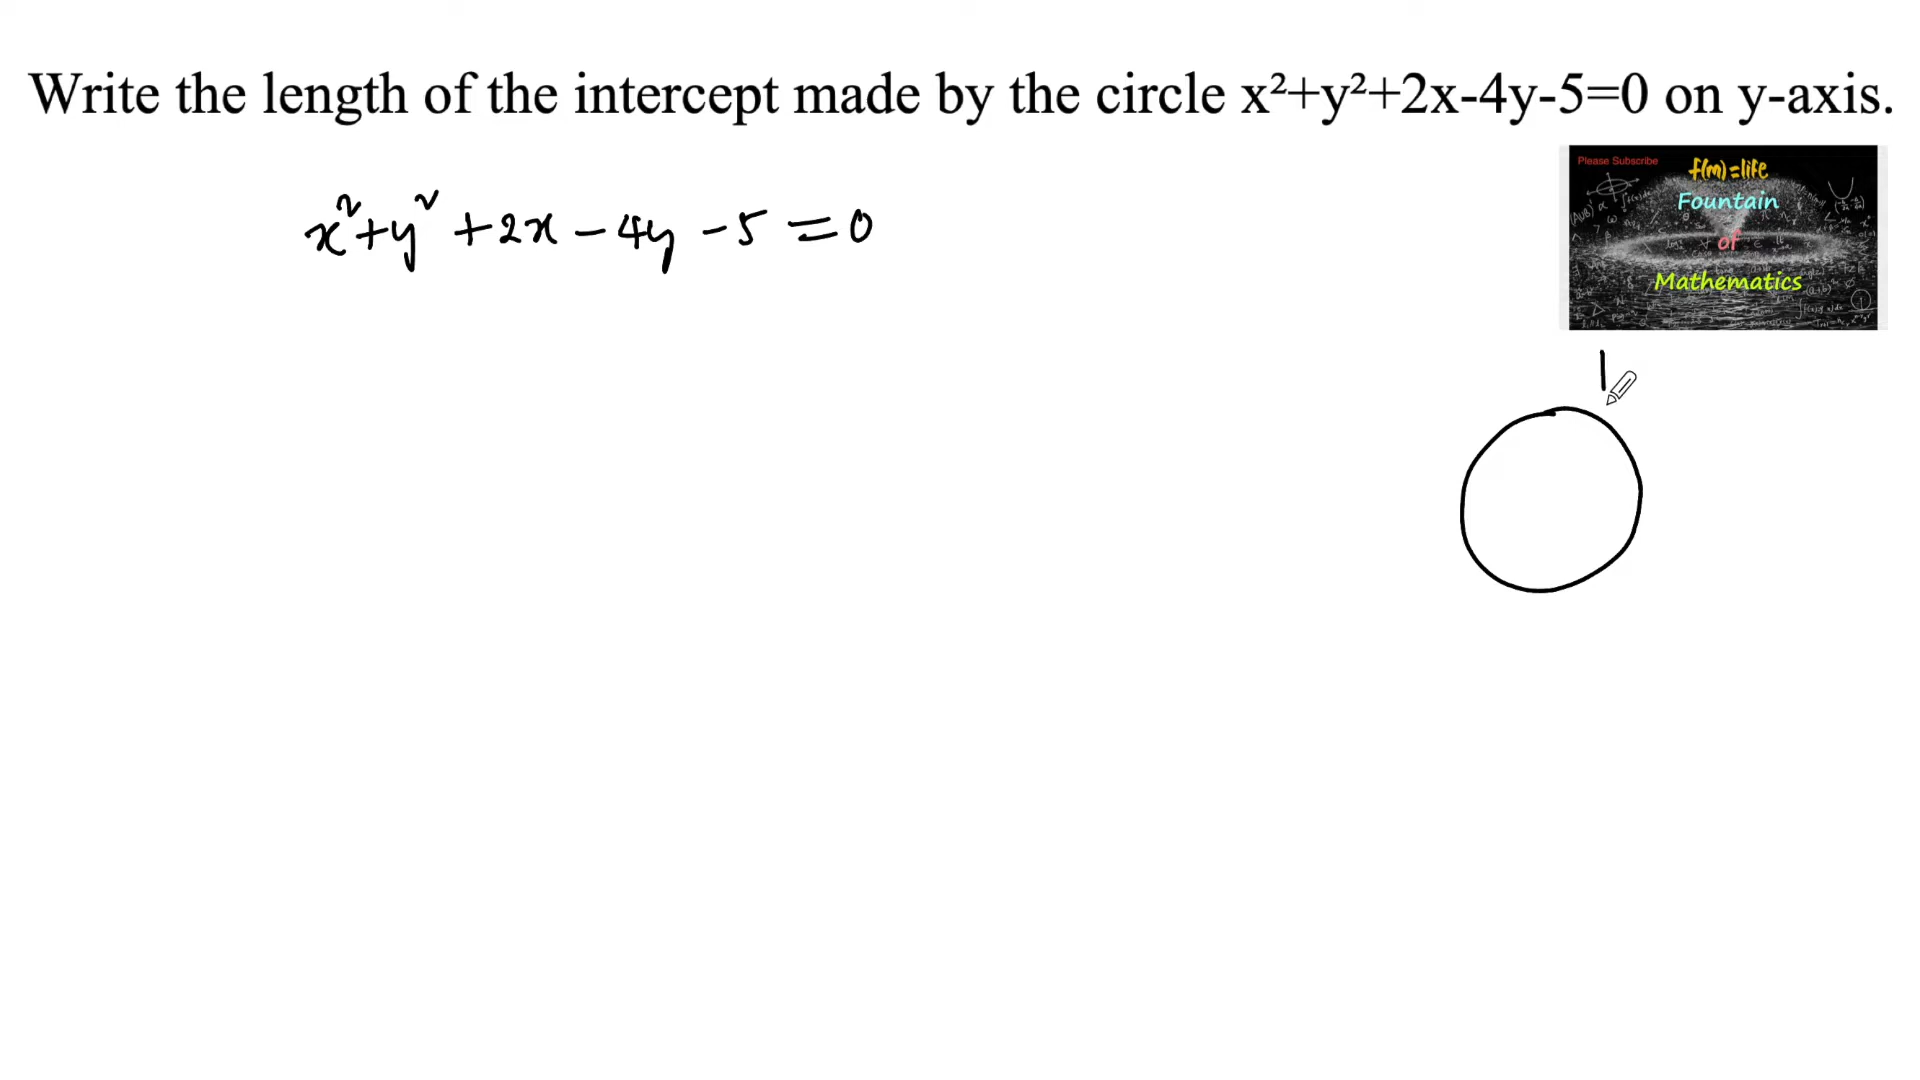 Write the length of the intercept made by the circle x²+y²+2x-4y-5=0 on y-axis.
x²+y²+2x-4y-5=0
Please Subscribe
f(m)=life
Fountain
of
Mathematics